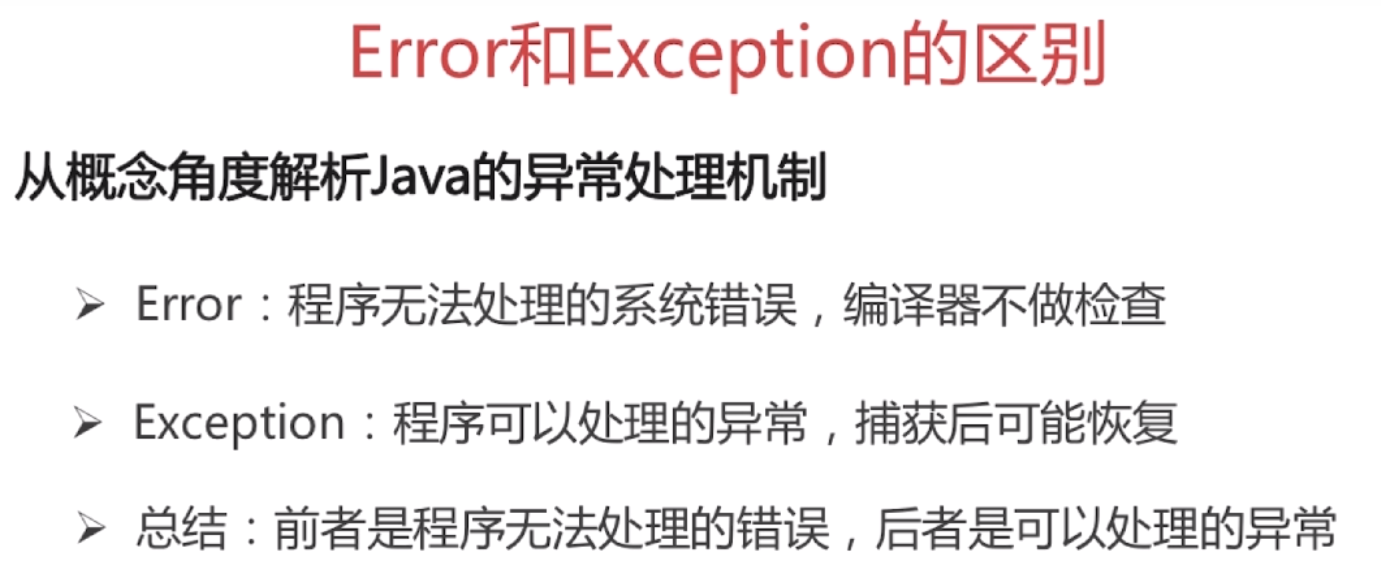 Error和Exception的区别
从概念角度解析Java的异常处理机制
➢ Error：程序无法处理的系统错误，编译器不做检查
➢ Exception：程序可以处理的异常，捕获后可能恢复
➢ 总结：前者是程序无法处理的错误，后者是可以处理的异常